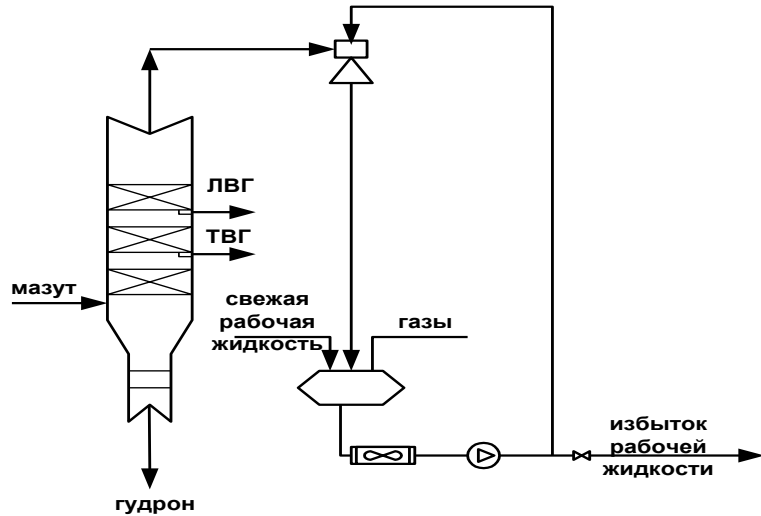 ЛВГ
ТВГ
мазут
свежая
рабочая
жидкость
газы
избыток
рабочей
жидкости
гудрон